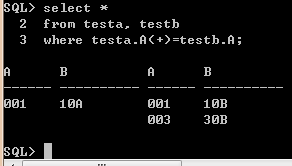 SQL> select *
2 from testa, testb
3 where testa.A(+)=testb.A;
A B A B
------ ------ ------ ------
001 10A 001 10B
003 30B
SQL>